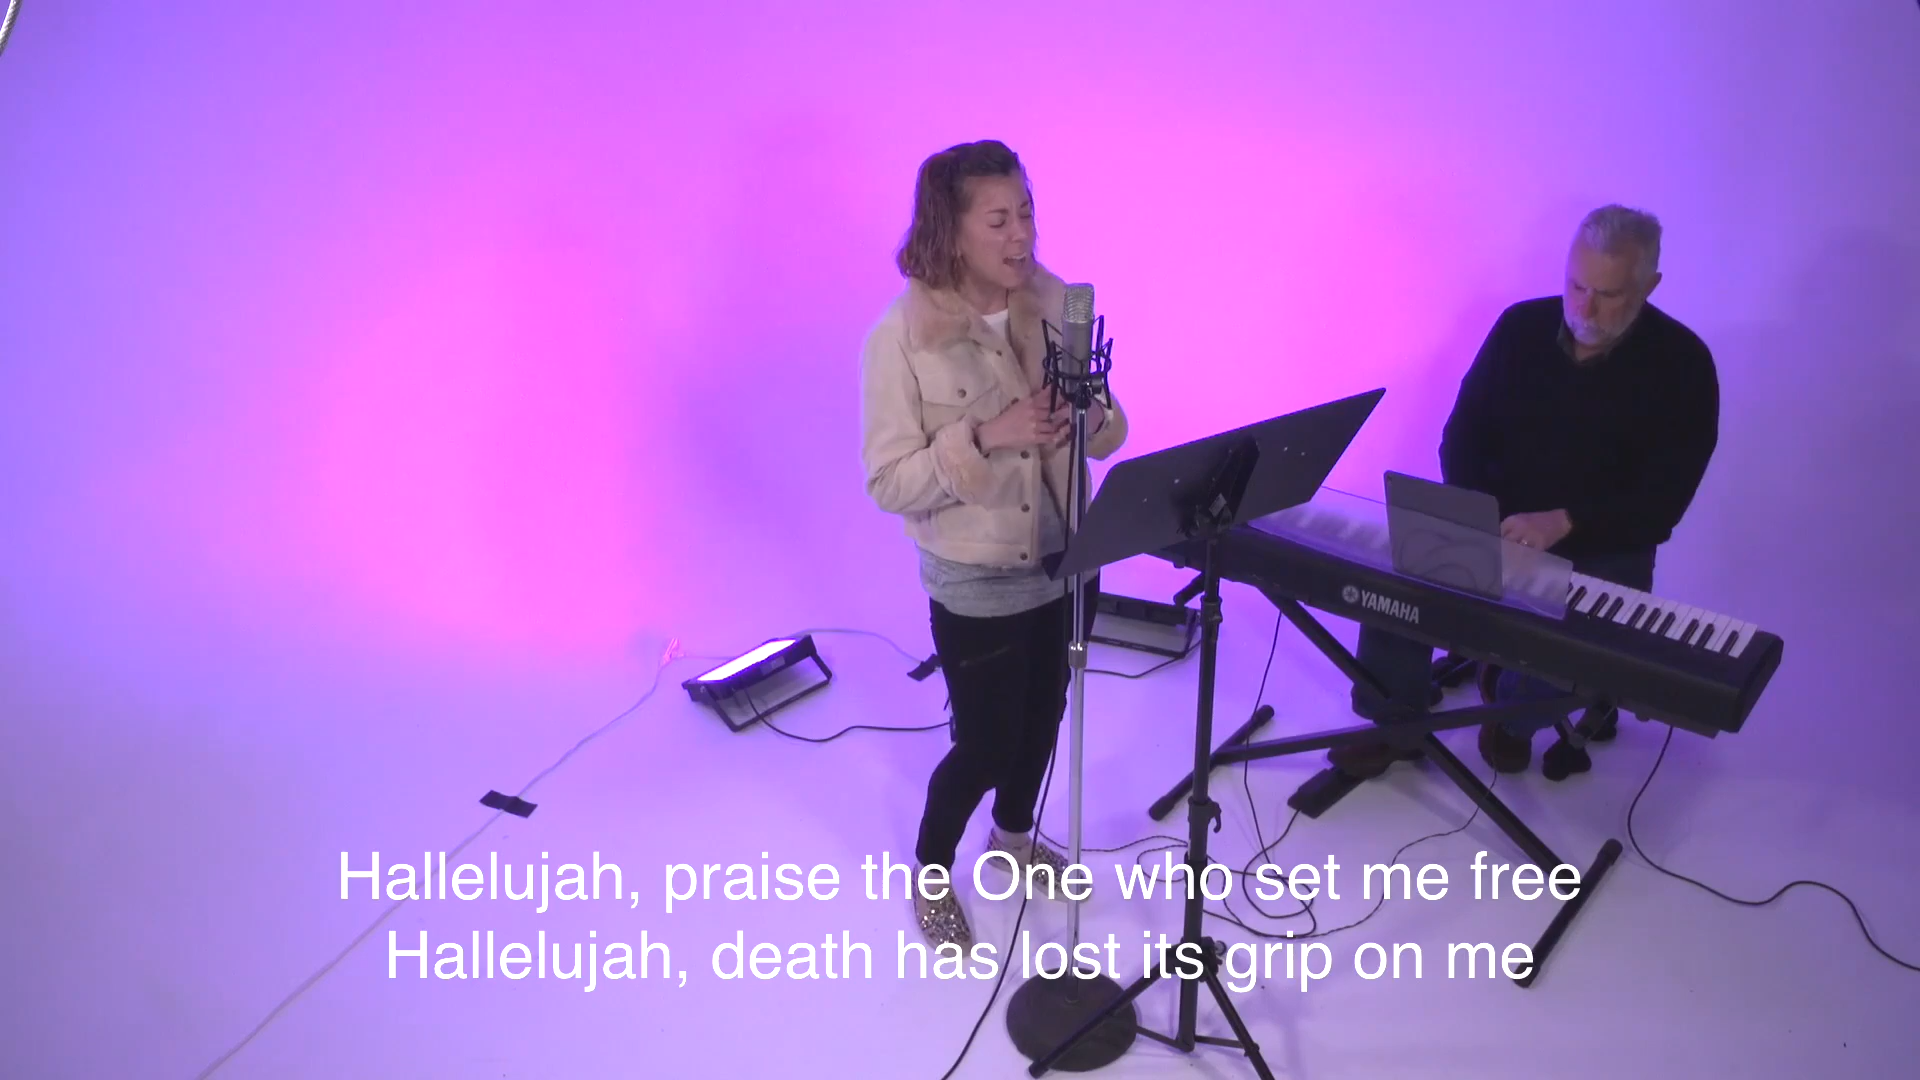 YAMAHA
Hallelujah, praise the One who set me free
Hallelujah, death has lost its grip on me